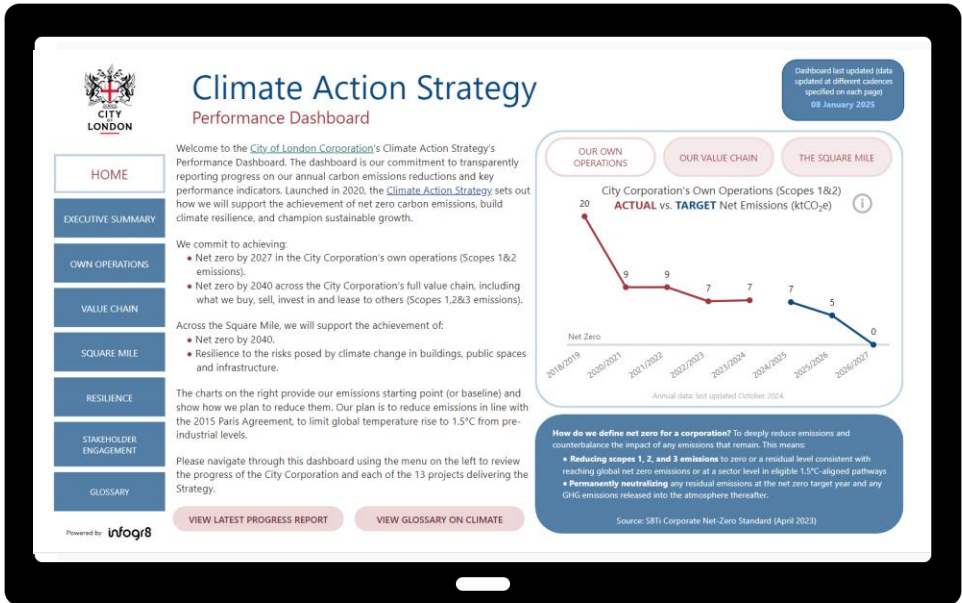 CITY
OF
LONDON
Climate Action Strategy
Performance Dashboard
Dashboard last updated (data
updated at different cadences
specified on each page)
08 January 2025
HOME
EXECUTIVE SUMMARY
OWN OPERATIONS
VALUE CHAIN
SQUARE MILE
RESILIENCE
STAKEHOLDER
ENGAGEMENT
GLOSSARY
Powered by infogr8
Welcome to the City of London Corporation's Climate Action Strategy's
Performance Dashboard. The dashboard is our commitment to transparently
reporting progress on our annual carbon emissions reductions and key
performance indicators. Launched in 2020, the Climate Action Strategy sets out
how we will support the achievement of net zero carbon emissions, build
climate resilience, and champion sustainable growth.
We commit to achieving:
• Net zero by 2027 in the City Corporation's own operations (Scopes 1&2
emissions).
• Net zero by 2040 across the City Corporation's full value chain, including
what we buy, sell, invest in and lease to others (Scopes 1,2&3 emissions).
Across the Square Mile, we will support the achievement of:
• Net zero by 2040.
• Resilience to the risks posed by climate change in buildings, public spaces
and infrastructure.
The charts on the right provide our emissions starting point (or baseline) and
show how we plan to reduce them. Our plan is to reduce emissions in line with
the 2015 Paris Agreement, to limit global temperature rise to 1.5°C from pre-
industrial levels.
Please navigate through this dashboard using the menu on the left to review
the progress of the City Corporation and each of the 13 projects delivering the
Strategy.
VIEW LATEST PROGRESS REPORT
VIEW GLOSSARY ON CLIMATE
OUR OWN
OPERATIONS
OUR VALUE CHAIN
THE SQUARE MILE
City Corporation's Own Operations (Scopes 1&2)
ACTUAL vs. TARGET Net Emissions (ktCO₂e)
i
20
9
9
7
7
7
5
0
Net Zero
2018/2019
2020/2021
2021/2022
2022/2023
2023/2024
2024/2025
2025/2026
2026/2027
Annual data: last updated October 2024.
How do we define net zero for a corporation? To deeply reduce emissions and
counterbalance the impact of any emissions that remain. This means:
• Reducing scopes 1, 2, and 3 emissions to zero or a residual level consistent with
reaching global net zero emissions or at a sector level in eligible 1.5°C-aligned pathways
• Permanently neutralizing any residual emissions at the net zero target year and any
GHG emissions released into the atmosphere thereafter.
Source: SBTi Corporate Net-Zero Standard (April 2023)